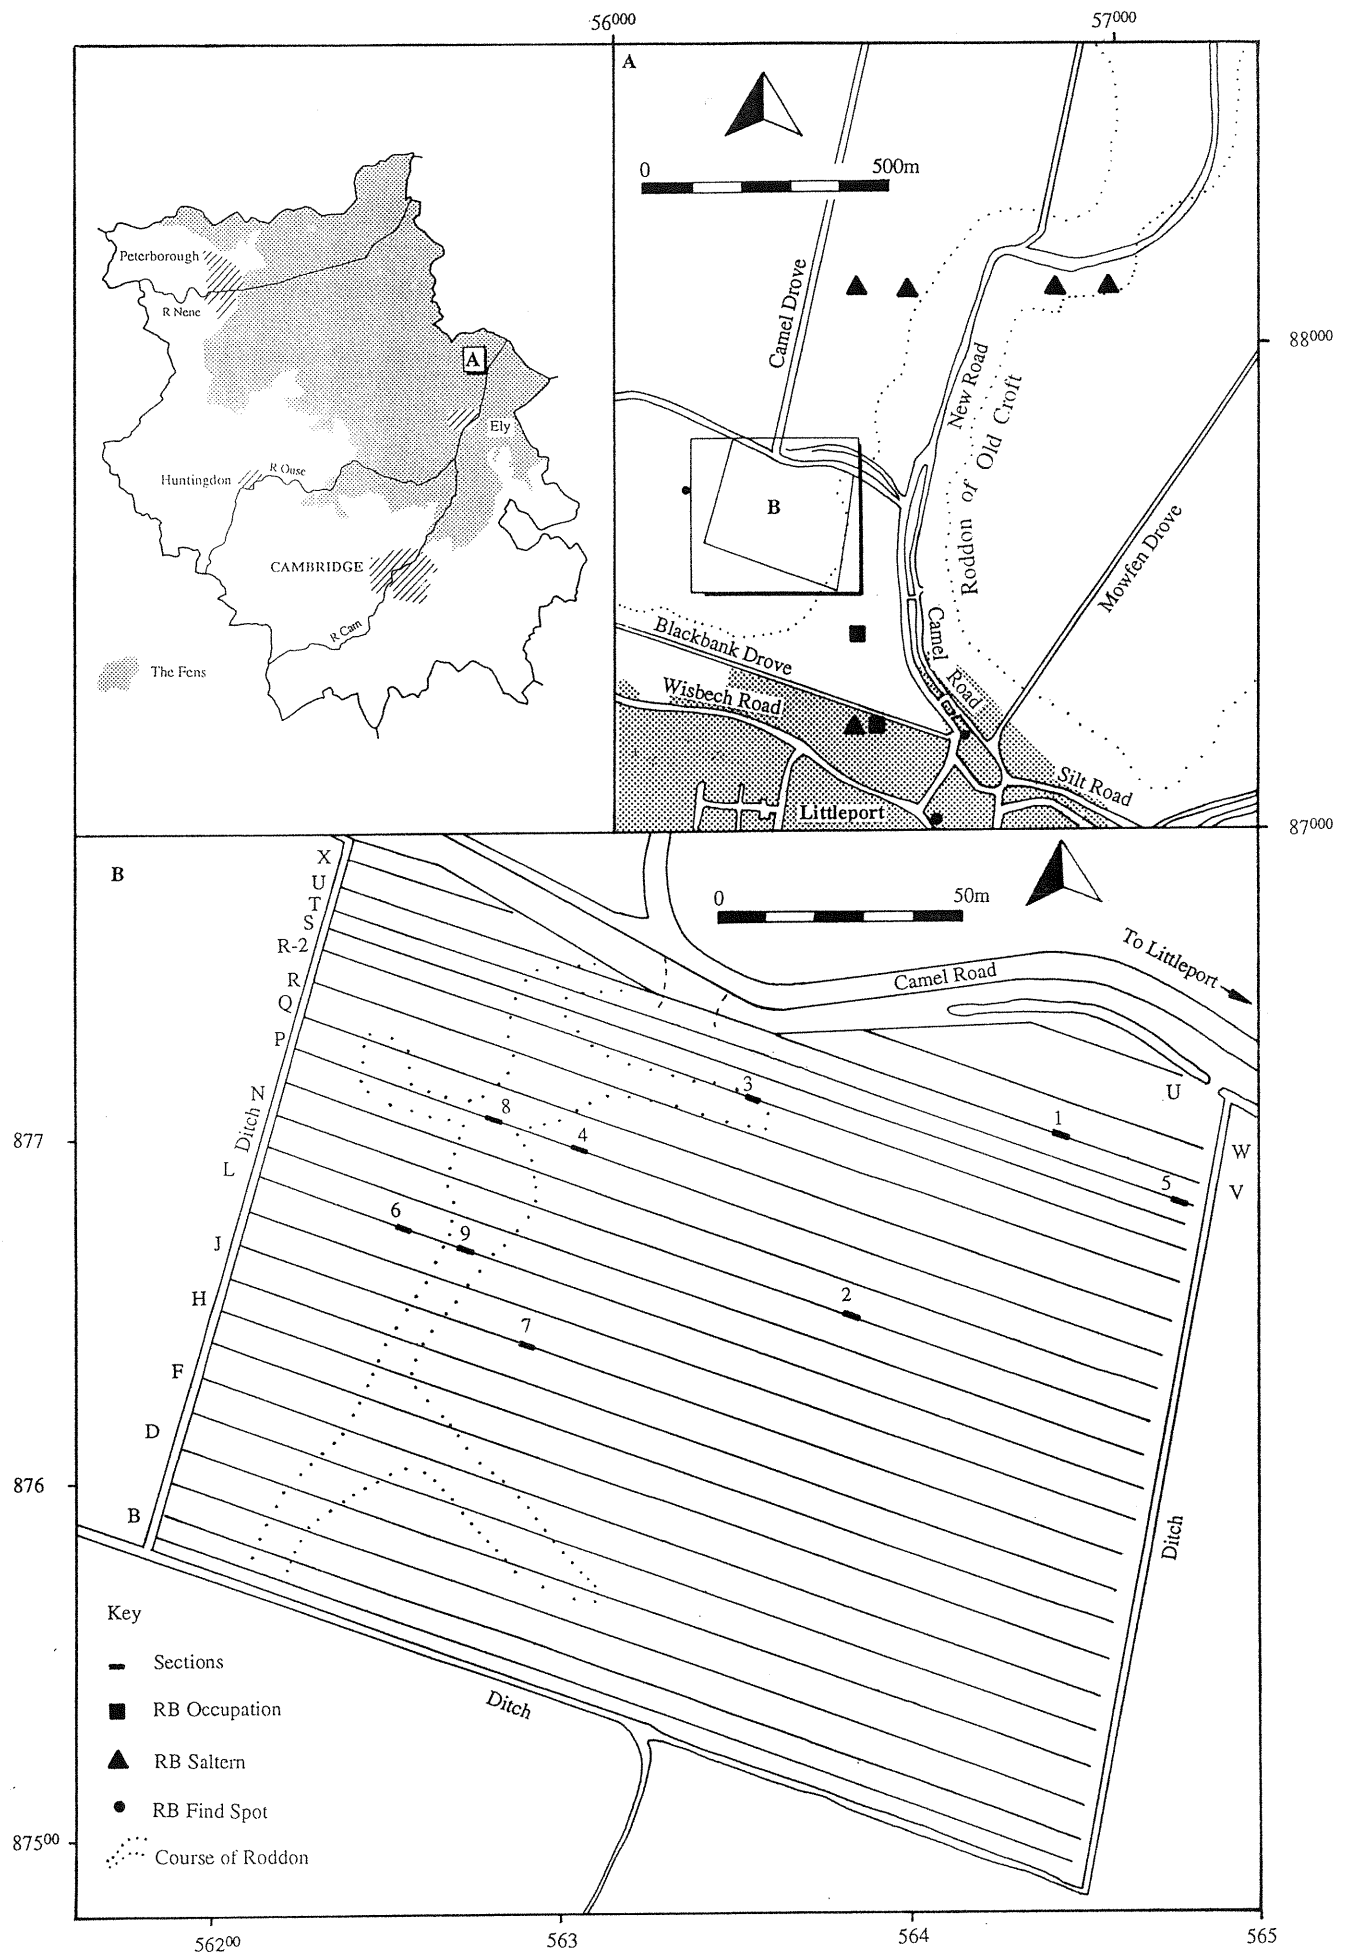 56000
57000
A
0
500m
Camel Drove
88000
New Road
Roddon of Old Croft
B
Mowfen Drove
Camel Road
Blackbank Drove
Wisbech Road
Silt Road
Littleport
87000
Peterborough
R Nene
A
Ely
R Ouse
Huntingdon
CAMBRIDGE
R Cam
The Fens
B
X
U
T
S
R-2
R
Q
P
N
Ditch
L
J
H
F
D
B
0
50m
To Littleport
Camel Road
U
W
V
3
1
8
4
5
6
9
2
7
877
876
87500
Ditch
Ditch
Key
Sections
RB Occupation
RB Saltern
RB Find Spot
Course of Roddon
56200
563
564
565